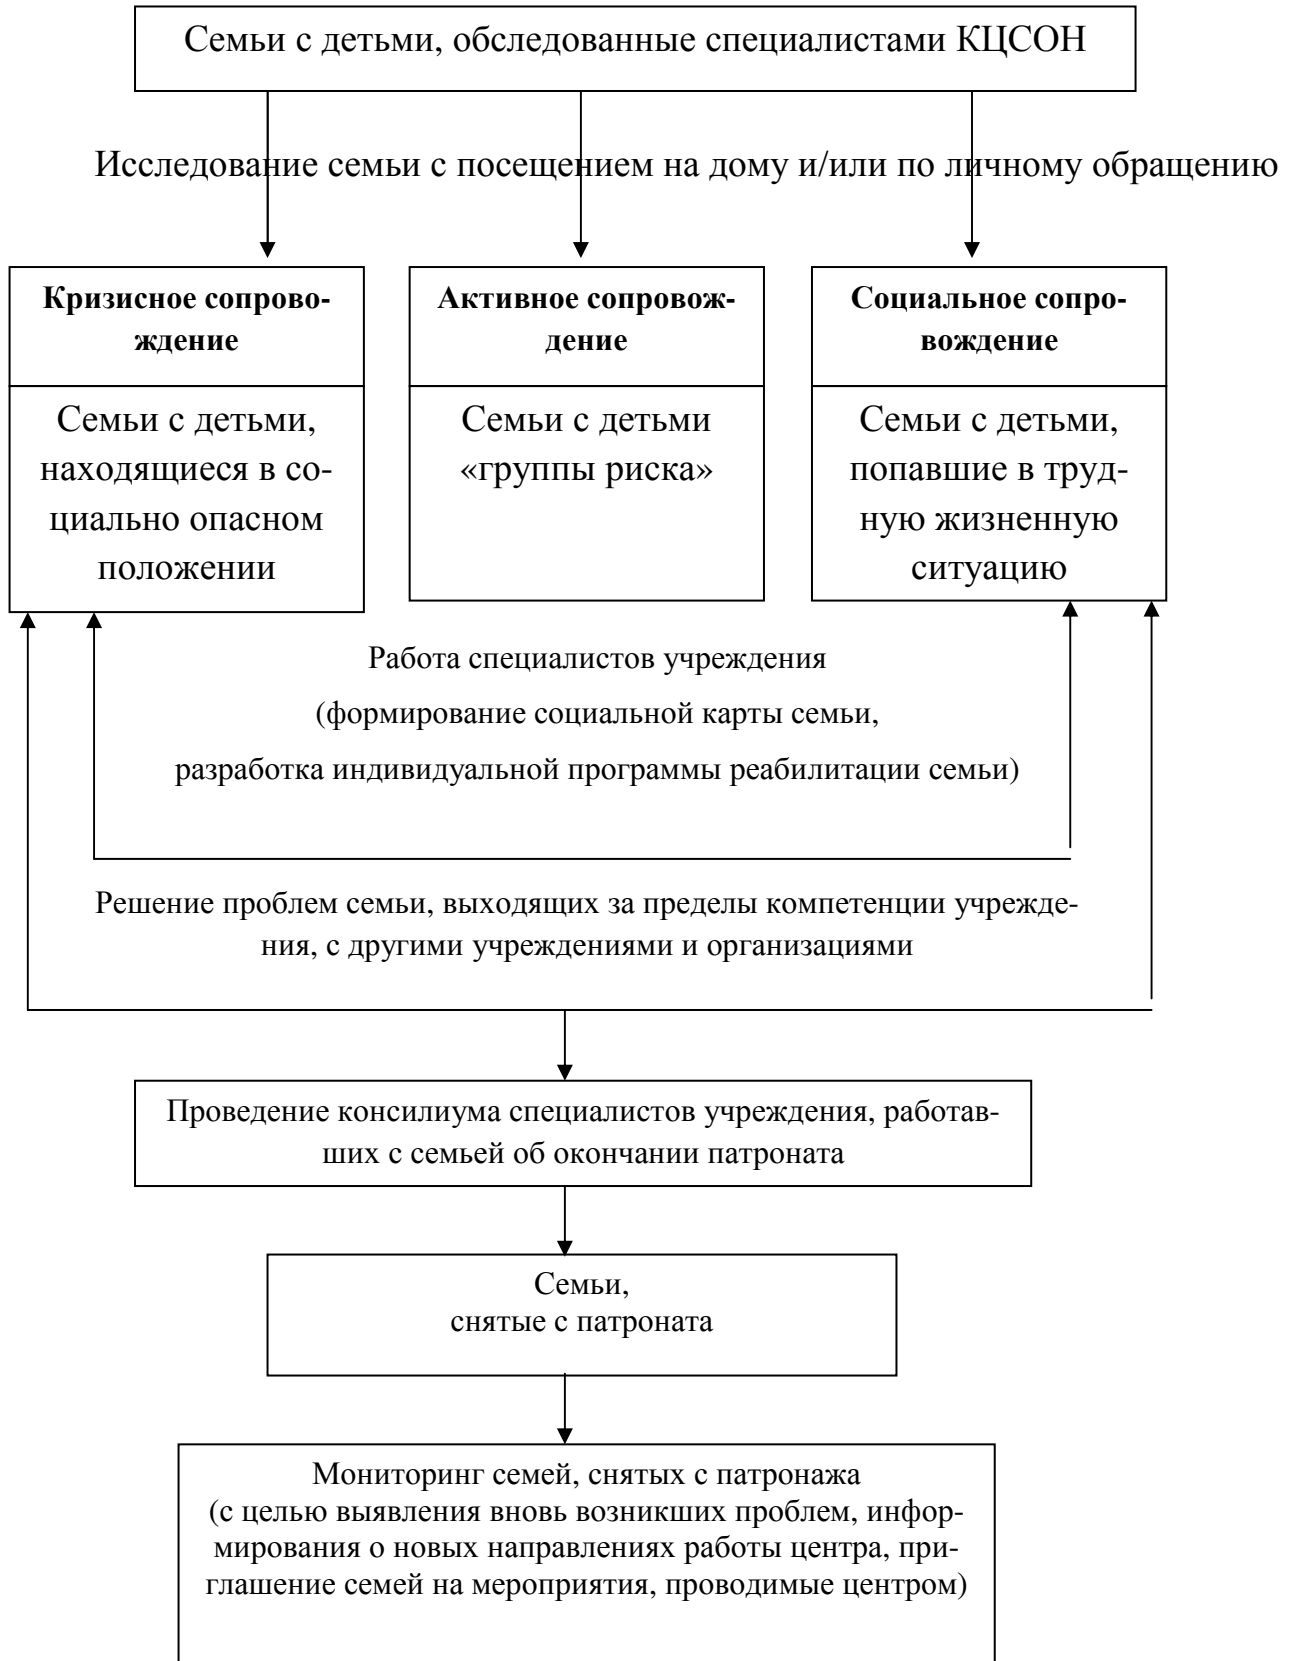 Семьи с детьми, обследованные специалистами КЦСОН
Исследование семьи с посещением на дому и/или по личному обращению
Кризисное сопрово-
ждение
Семьи с детьми,
находящиеся в со-
циально опасном
положении
Активное сопровож-
дение
Семьи с детьми
«группы риска»
Социальное сопро-
вождение
Семьи с детьми,
попавшие в труд-
ную жизненную
ситуацию
Работа специалистов учреждения
(формирование социальной карты семьи,
разработка индивидуальной программы реабилитации семьи)
Решение проблем семьи, выходящих за пределы компетенции учрежде-
ния, с другими учреждениями и организациями
Проведение консилиума специалистов учреждения, работав-
ших с семьей об окончании патроната
Семьи,
снятые с патроната
Мониторинг семей, снятых с патронажа
(с целью выявления вновь возникших проблем, инфор-
мирования о новых направлениях работы центра, при-
глашение семей на мероприятия, проводимые центром)